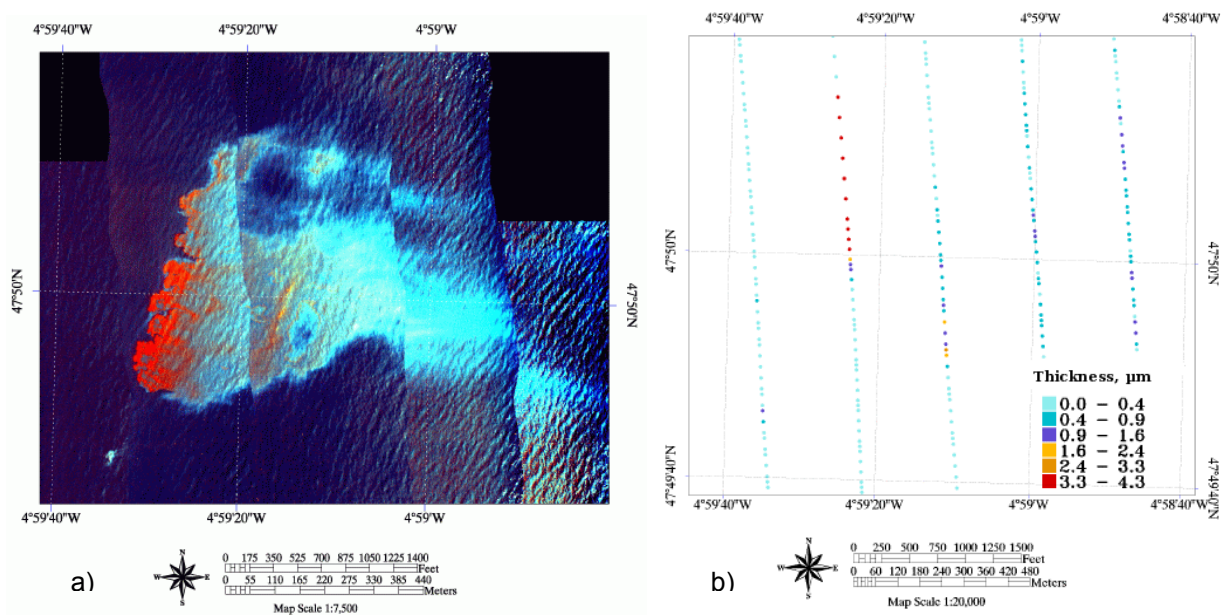 4°59'40"W 4°59'20"W 4°59'W
47°50'N
47°50'N
4°59'40"W 4°59'20"W 4°59'W
a)
N
W E
S
0 175 350 525 700 875 1050 1225 1400
Feet
0 55 110 165 220 275 330 385 440
Meters
Map Scale 1:7,500
4°59'40"W 4°59'20"W 4°59'W 4°58'40"W
47°50'N
47°50'N
47°49'40"N
47°49'40"N
Thickness, µm
0.0 – 0.4
0.4 – 0.9
0.9 – 1.6
1.6 – 2.4
2.4 – 3.3
3.3 – 4.3
4°59'40"W 4°59'20"W 4°59'W 4°58'40"W
b)
N
W E
S
0 250 500 750 1000 1250 1500
Feet
0 60 120 180 240 300 360 420 480
Meters
Map Scale 1:20,000